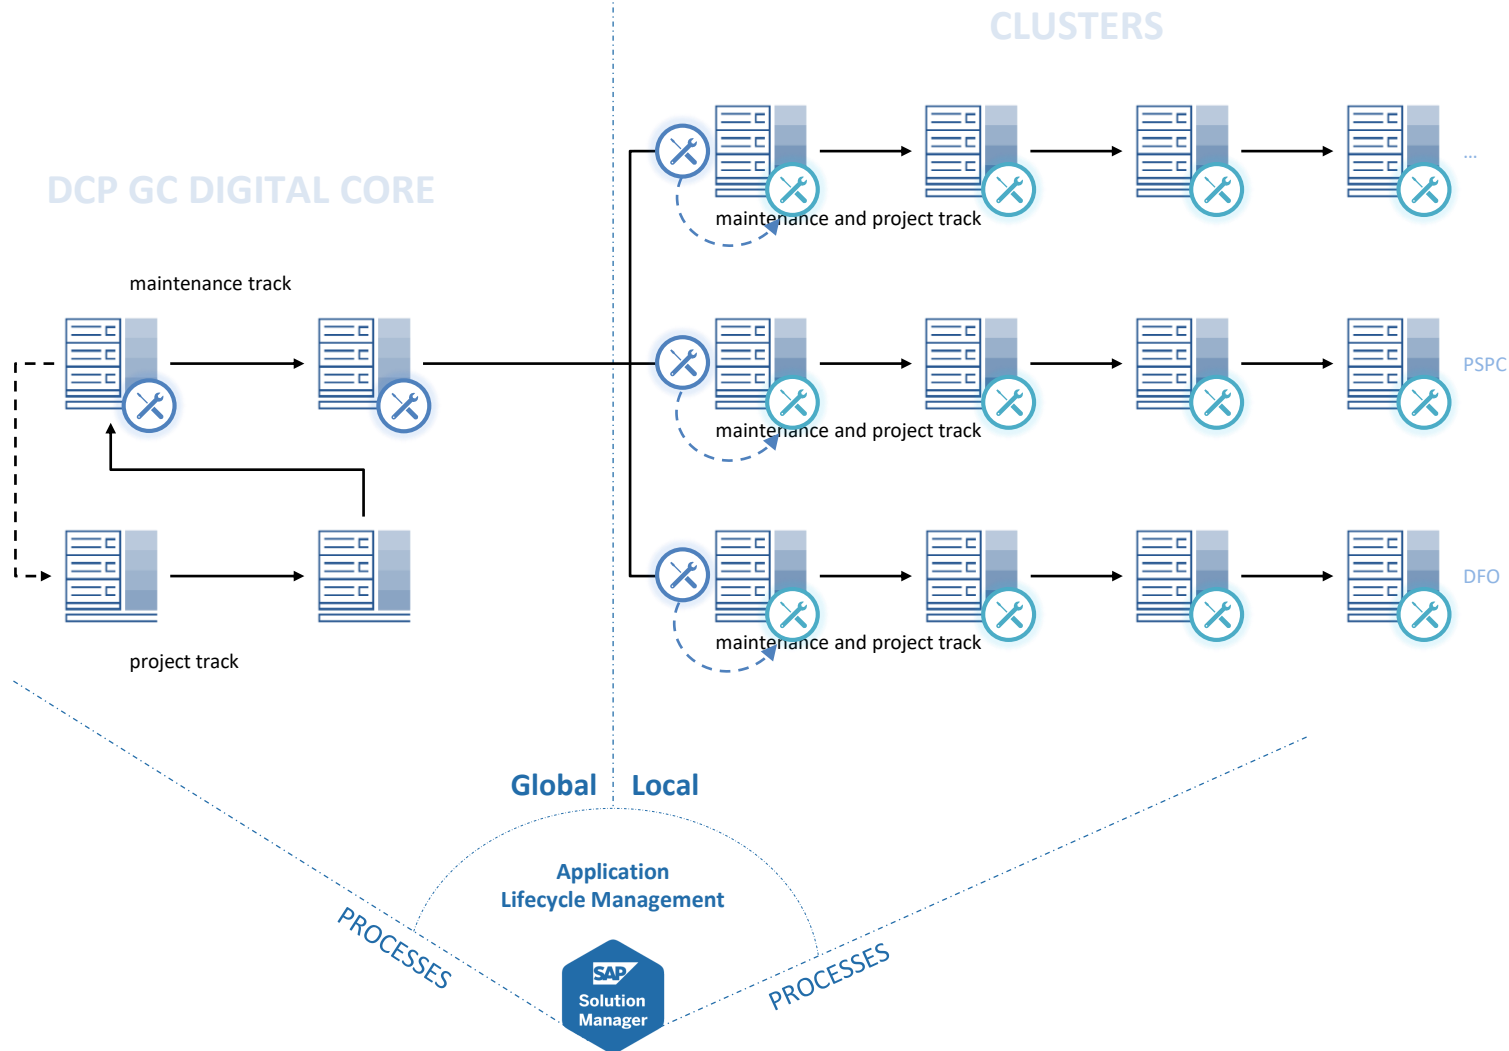 CLUSTERS
DCP GC DIGITAL CORE
...
maintenance and project track
maintenance track
PSPC
maintenance and project track
DFO
maintenance and project track
project track
Global
Local
Application
Lifecycle Management
PROCESSES
PROCESSES
SAP
Solution
Manager